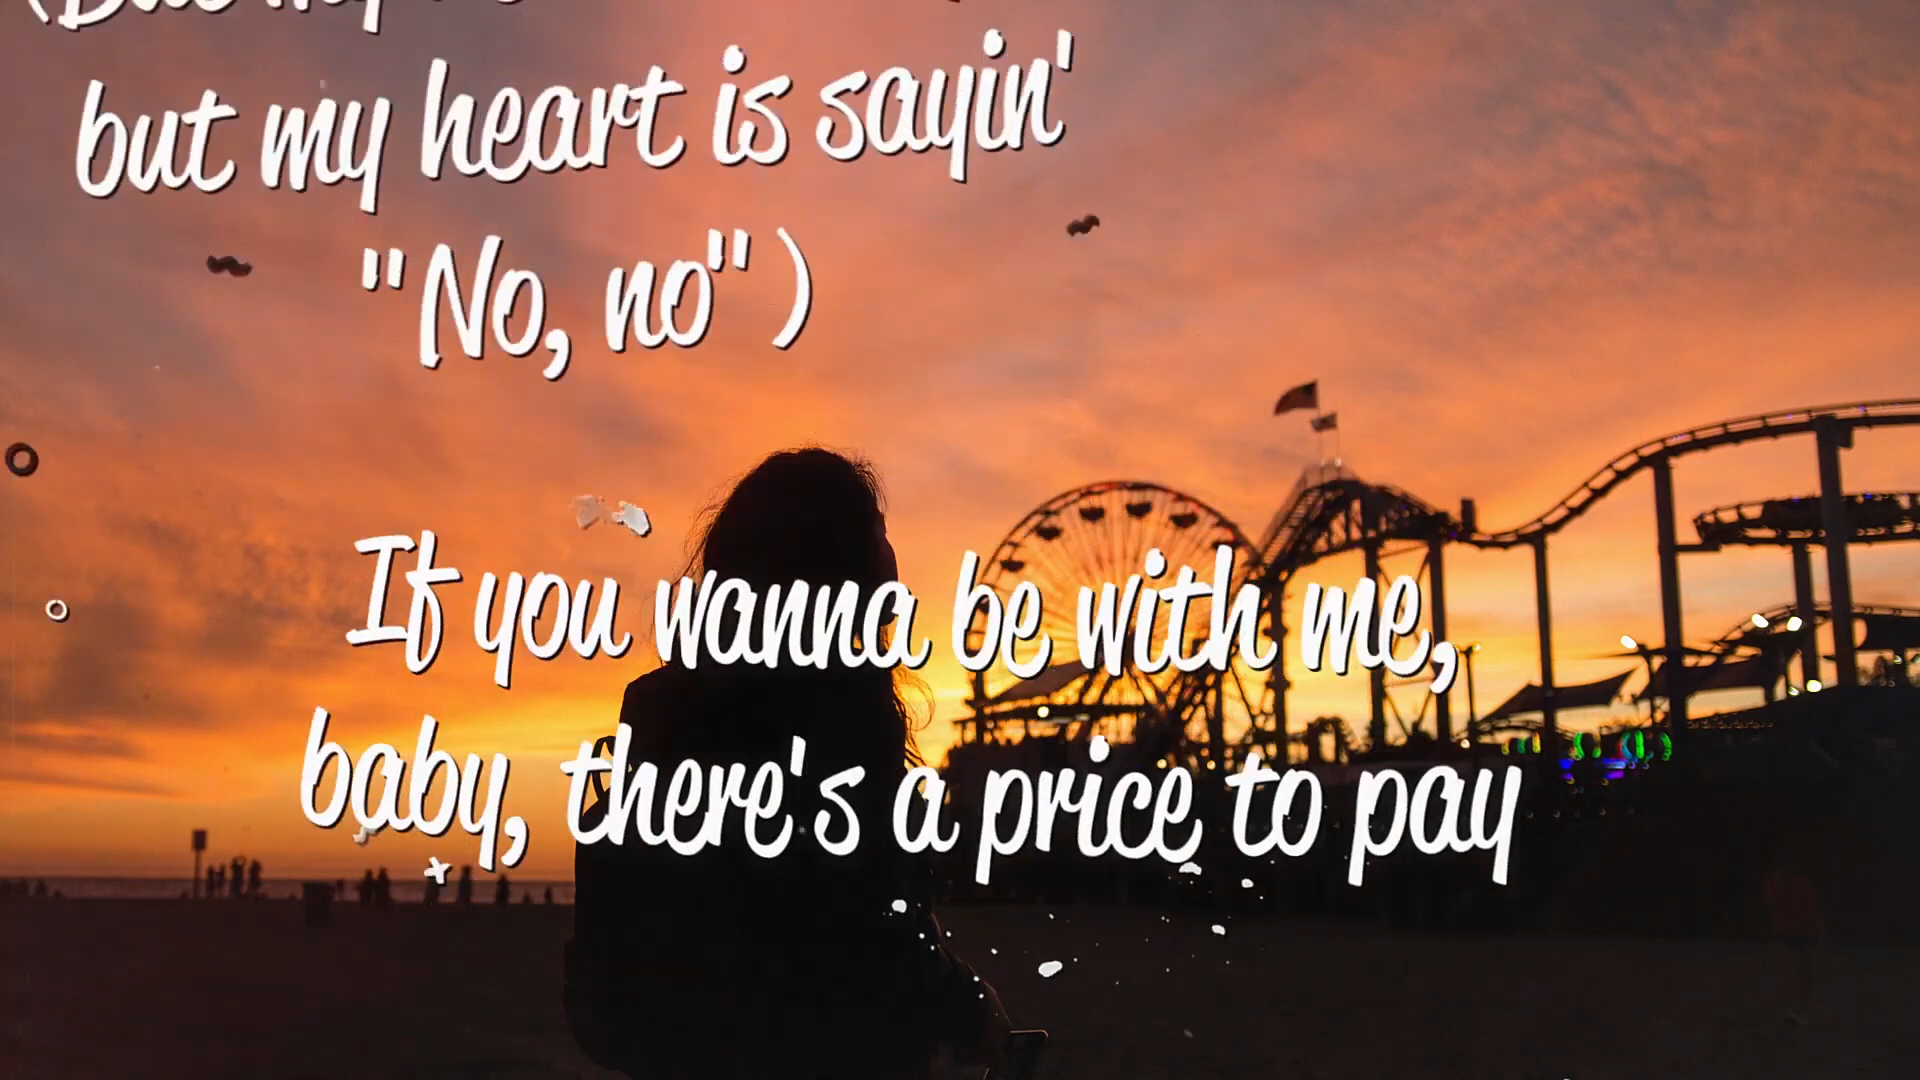 but my heart is sayin'
"No, no")
If you wanna be with me,
baby, there's a price to pay